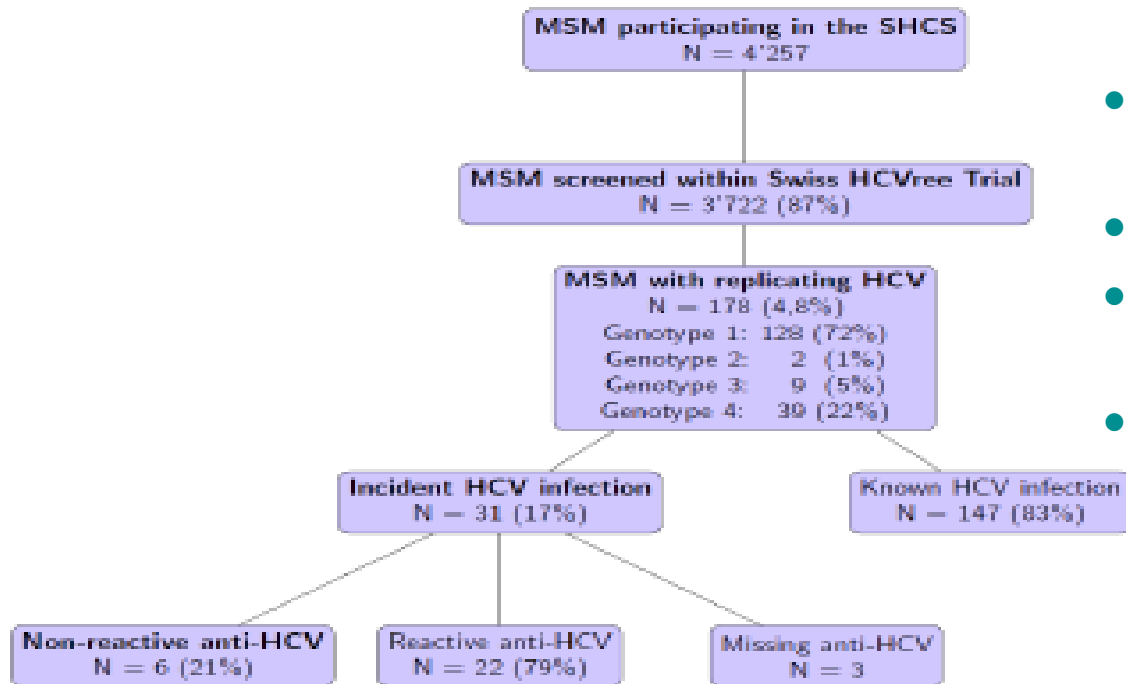 MSM participating in the SHCS
N = 4'257
MSM screened within Swiss HCVree Trial
N = 3'722 (87%)
MSM with replicating HCV
N = 178 (4,8%)
Genotype 1: 128 (72%)
Genotype 2: 2 (1%)
Genotype 3: 9 (5%)
Genotype 4: 39 (22%)
Incident HCV infection
N = 31 (17%)
Known HCV infection
N = 147 (83%)
Non-reactive anti-HCV
N = 6 (21%)
Reactive anti-HCV
N = 22 (79%)
Missing anti-HCV
N = 3